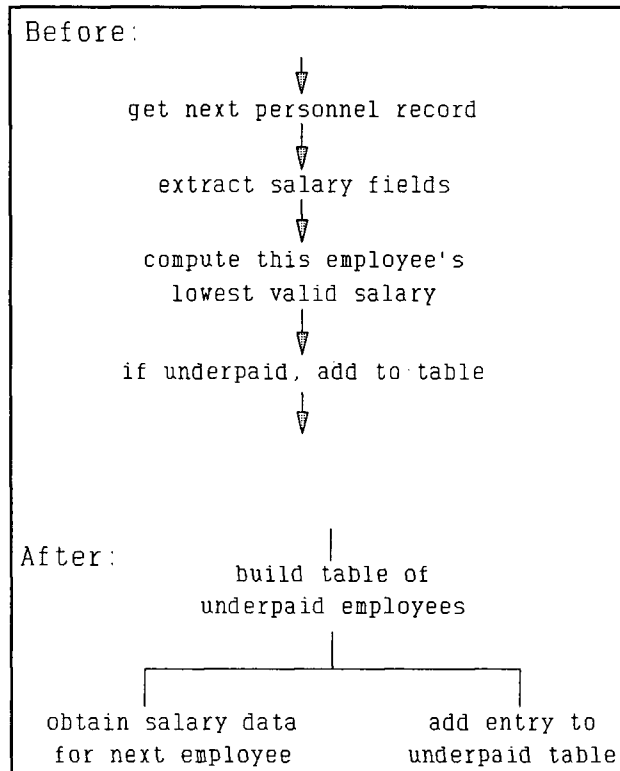 Before:
get next personnel record
extract salary fields
compute this employee's
lowest valid salary
if underpaid, add to table
After:
build table of
underpaid employees
obtain salary data
for next employee
add entry to
underpaid table